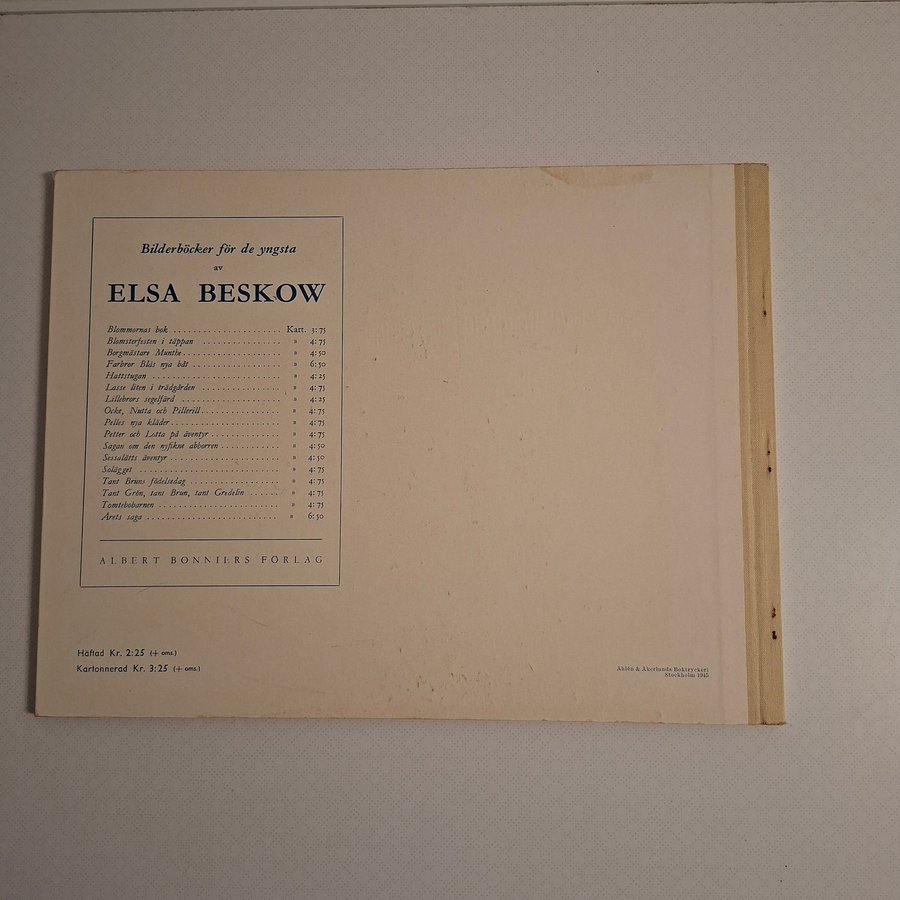 Bilderböcker för de yngsta
av
ELSA BESKOW
Blommornas bok ..................... Kart. 3:75
Blomsterfesten i täppan ................ » 4:75
Borgmästare Munthe................... » 4:50
Farbror Blås nya båt .................. » 6:50
Hattstugan ......................... » 4:25
Lasse liten i trädgården ................ » 4:75
Lillebrors segelfärd .................... » 4:25
Ocke, Nutta och Pillerill............... » 4:75
Pelles nya kläder...................... » 4:75
Petter och Lotta på äventyr ............. » 4:75
Sagan om den nyfikne abborren ........... » 4:50
Sessalätts äventyr ...................... » 4:50
Solägget ............................ » 4:75
Tant Bruns födelsedag .................. » 4:75
Tant Grön, tant Brun, tant Gredelin ...... » 4:75
Tomtebobarnen ........................ » 4:75
Årets saga .......................... » 6:50
ALBERT BONNIERS FÖRLAG
Häftad Kr. 2:25 (+ oms.)
Kartonnerad Kr. 3:25 (+ oms.)
Åhlén & Åkerlunds Boktryckeri
Stockholm 1945